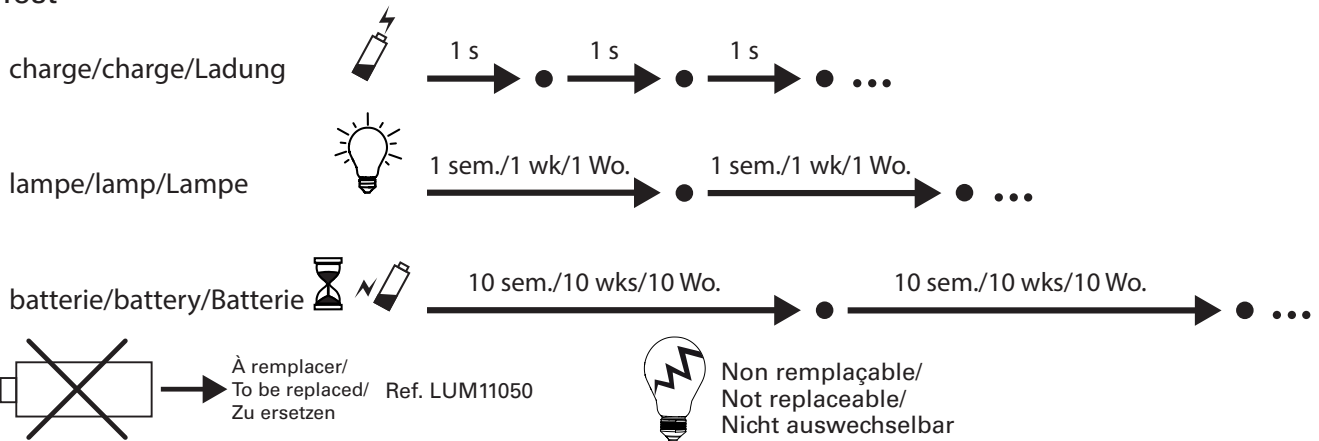 charge/charge/Ladung 1 s 1 s 1 s ...
lampe/lamp/Lampe 1 sem./1 wk/1 Wo. 1 sem./1 wk/1 Wo. ...
batterie/battery/Batterie 10 sem./10 wks/10 Wo. 10 sem./10 wks/10 Wo. ...
À remplacer/
To be replaced/ Ref. LUM11050
Zu ersetzen
Non remplaçable/
Not replaceable/
Nicht auswechselbar